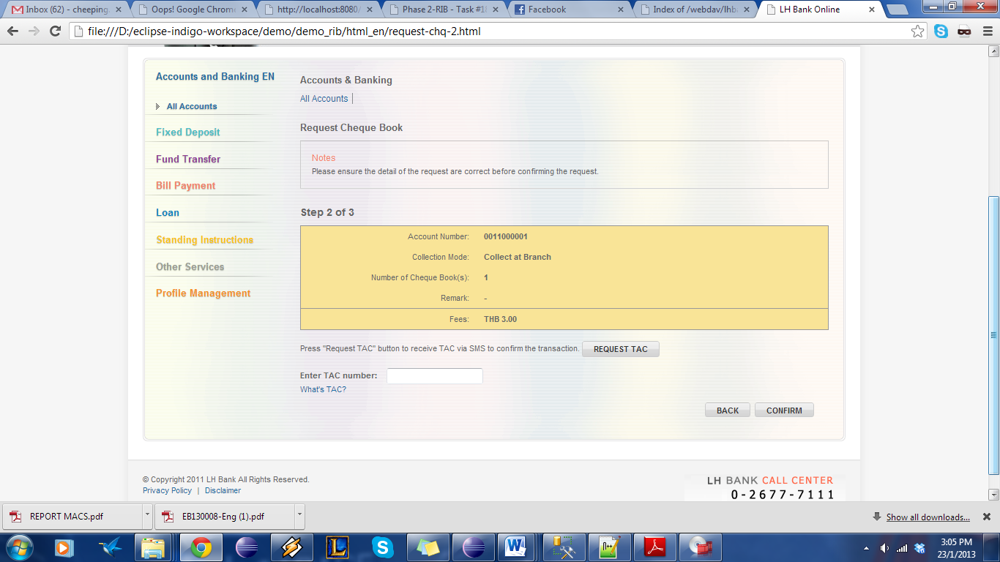 Inbox (62) - cheeping.
Oops! Google Chrome
http://localhost:8080/
Phase 2-RIB - Task #18
Facebook
Index of /webdav/lhb
LH Bank Online
file:///D:/eclipse-indigo-workspace/demo/demo_rib/html_en/request-chq-2.html
Accounts and Banking EN
All Accounts
Fixed Deposit
Fund Transfer
Bill Payment
Loan
Standing Instructions
Other Services
Profile Management
Accounts & Banking
All Accounts |
Request Cheque Book
Notes
Please ensure the detail of the request are correct before confirming the request.
Step 2 of 3
Account Number: 0011000001
Collection Mode: Collect at Branch
Number of Cheque Book(s): 1
Remark: -
Fees: THB 3.00
Press "Request TAC" button to receive TAC via SMS to confirm the transaction. REQUEST TAC
Enter TAC number:
What's TAC?
BACK CONFIRM
© Copyright 2011 LH Bank All Rights Reserved.
Privacy Policy | Disclaimer
LH BANK CALL CENTER
0-2677-7111
REPORT MACS.pdf
EB130008-Eng (1).pdf
Show all downloads...
3:05 PM
23/1/2013